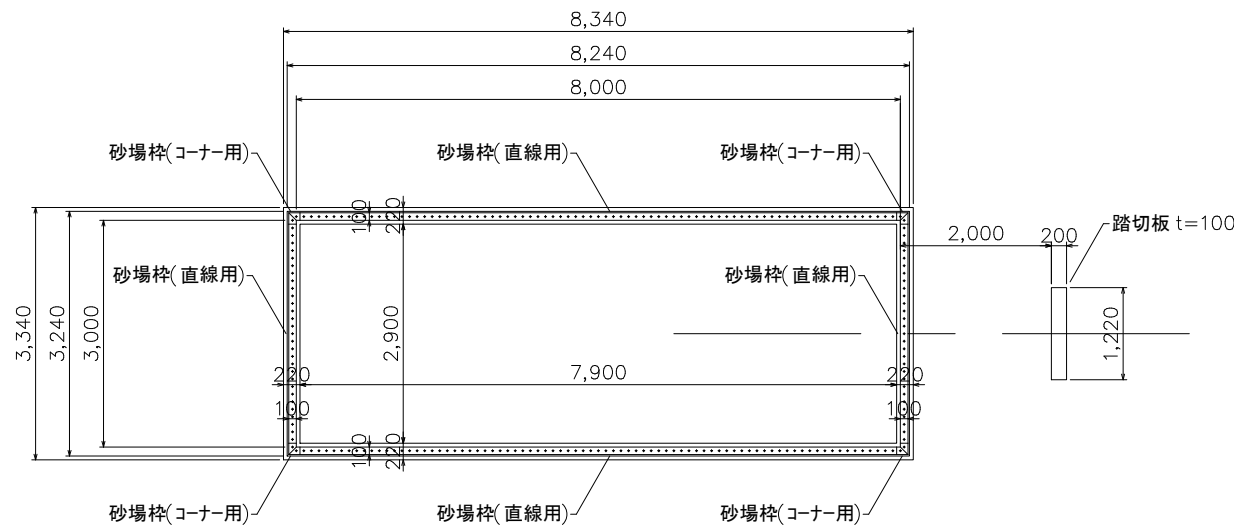 8,340
8,240
8,000
砂場枠(コーナー用)
砂場枠(直線用)
砂場枠(コーナー用)
100
220
踏切板 t=100
2,000
200
砂場枠(直線用)
砂場枠(直線用)
3,340
3,240
3,000
2,900
1,220
220
7,900
220
100
100
100
220
砂場枠(コーナー用)
砂場枠(直線用)
砂場枠(コーナー用)